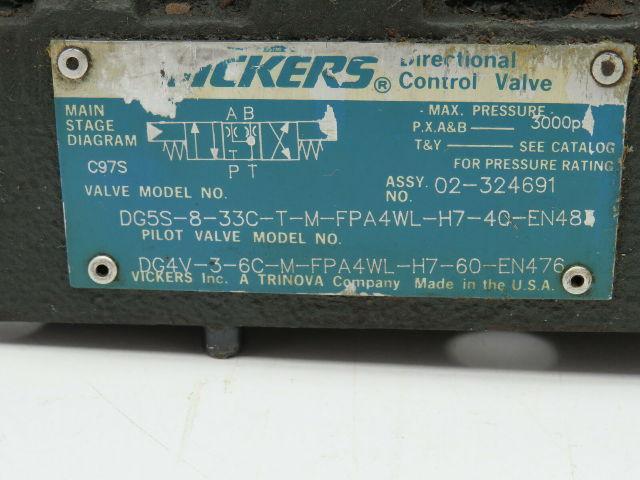 VICKERS® Directional Control Valve
MAIN STAGE DIAGRAM
A B
T
P T
C97S
- MAX. PRESSURE -
P.X.A&B 3000ps
T&Y SEE CATALOG
FOR PRESSURE RATING
VALVE MODEL NO.
ASSY. NO. 02-324691
DG5S-8-33C-T-M-FPA4WL-H7-40-EN48
PILOT VALVE MODEL NO.
DG4V-3-6C-M-FPA4WL-H7-60-EN476
VICKERS Inc. A TRINOVA Company Made in the U.S.A.